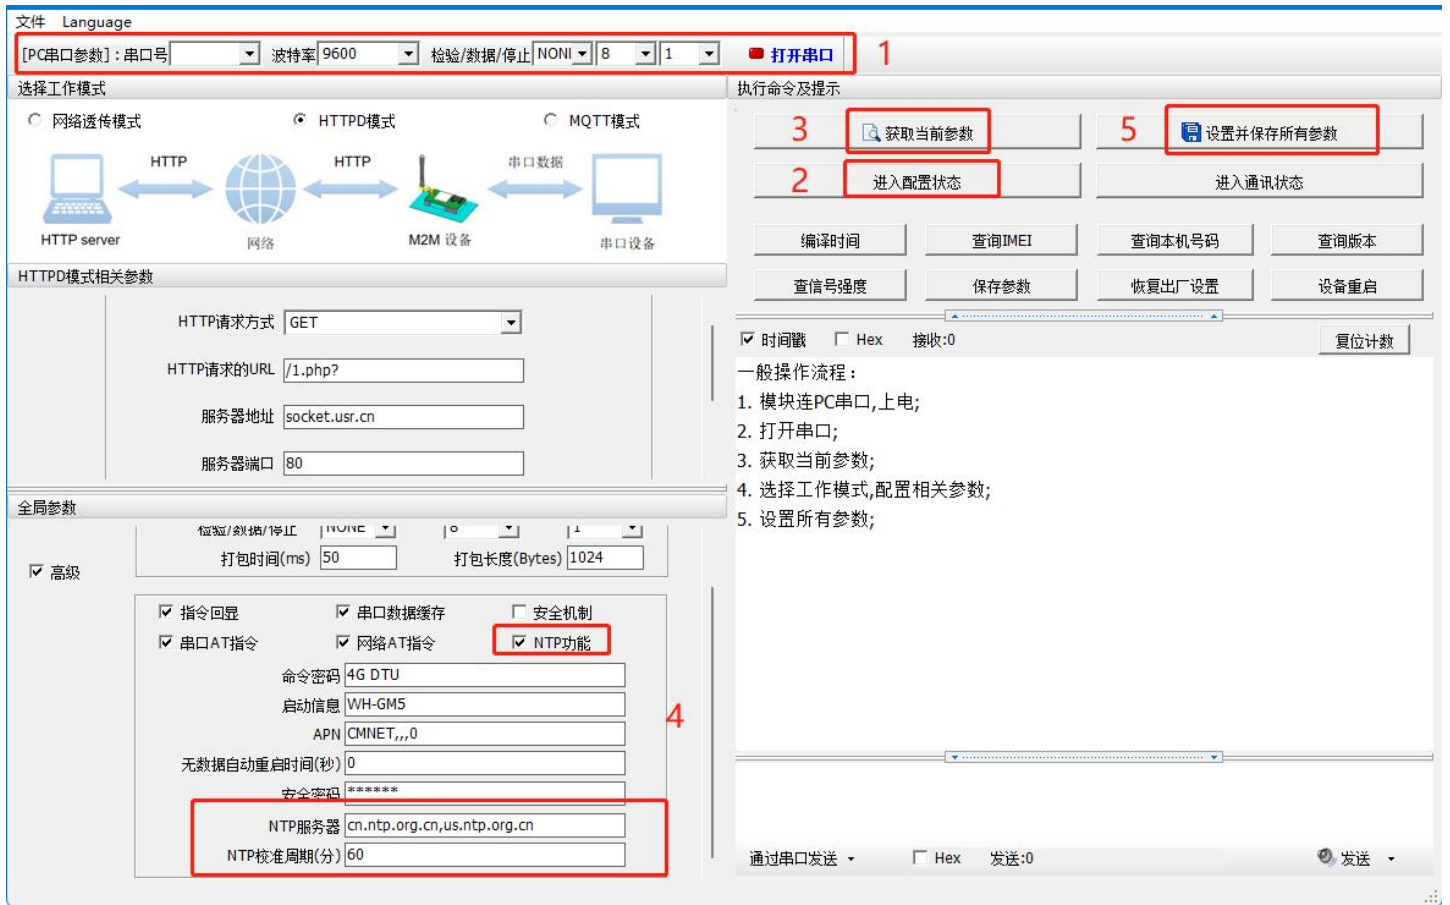 文件 Language
[PC串口参数]：串口号 波特率 9600 检验/数据/停止 NONI 8 1 打开串口 1
选择工作模式
网络透传模式 HTTPD模式 MQTT模式
HTTP HTTP 串口数据
HTTP server 网络 M2M 设备 串口设备
HTTPD模式相关参数
HTTP请求方式 GET
HTTP请求的URL /1.php?
服务器地址 socket.usr.cn
服务器端口 80
全局参数
检验/数据/停止 NONE 8 1
打包时间(ms) 50 打包长度(Bytes) 1024
高级
指令回显 串口数据缓存 安全机制
串口AT指令 网络AT指令 NTP功能
命令密码 4G DTU
启动信息 WH-GM5
APN CMNET,,,0
4
无数据自动重启时间(秒) 0
安全密码 ******
NTP服务器 cn.ntp.org.cn,us.ntp.org.cn
NTP校准周期(分) 60
执行命令及提示
3 获取当前参数 5 设置并保存所有参数
2 进入配置状态 进入通讯状态
编译时间 查询IMEI 查询本机号码 查询版本
查信号强度 保存参数 恢复出厂设置 设备重启
时间戳 Hex 接收:0 复位计数
一般操作流程：
1. 模块连PC串口,上电;
2. 打开串口;
3. 获取当前参数;
4. 选择工作模式,配置相关参数;
5. 设置所有参数;
通过串口发送 Hex 发送:0 发送